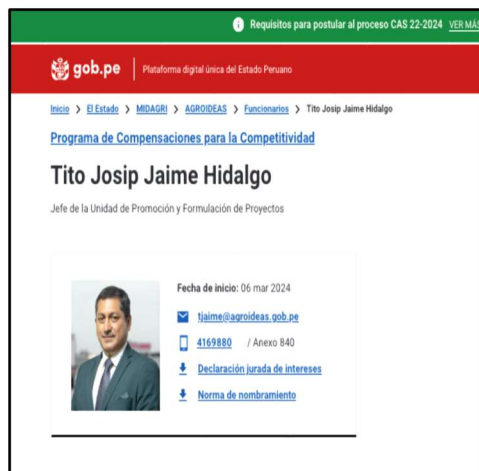 Requisitos para postular al proceso CAS 22-2024 VER MÁS
gob.pe Plataforma digital única del Estado Peruano
Inicio > El Estado > MIDAGRI > AGROIDEAS > Funcionarios > Tito Josip Jaime Hidalgo
Programa de Compensaciones para la Competitividad
Tito Josip Jaime Hidalgo
Jefe de la Unidad de Promoción y Formulación de Proyectos
Fecha de inicio: 06 mar 2024
tjaime@agroideas.gob.pe
4169880 / Anexo 840
Declaración jurada de intereses
Norma de nombramiento